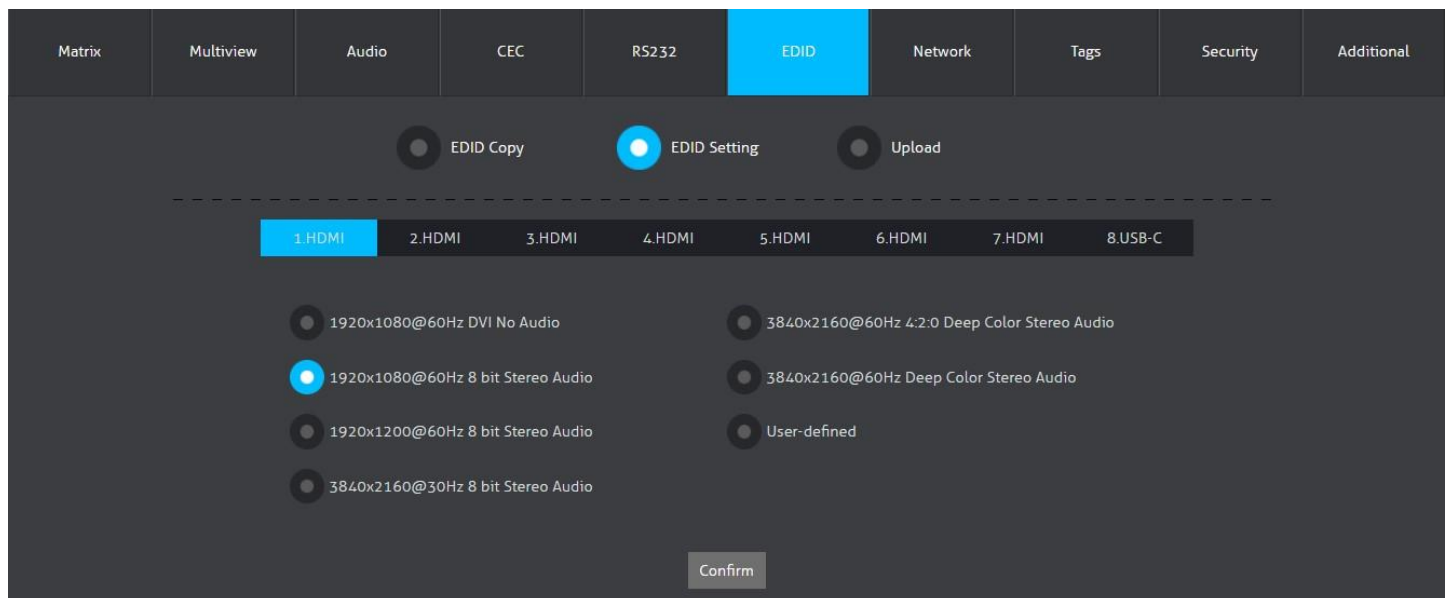 Matrix Multiview Audio CEC RS232 EDID Network Tags Security Additional
EDID Copy EDID Setting Upload
1.HDMI 2.HDMI 3.HDMI 4.HDMI 5.HDMI 6.HDMI 7.HDMI 8.USB-C
1920x1080@60Hz DVI No Audio
1920x1080@60Hz 8 bit Stereo Audio
1920x1200@60Hz 8 bit Stereo Audio
3840x2160@30Hz 8 bit Stereo Audio
3840x2160@60Hz 4:2:0 Deep Color Stereo Audio
3840x2160@60Hz Deep Color Stereo Audio
User-defined
Confirm